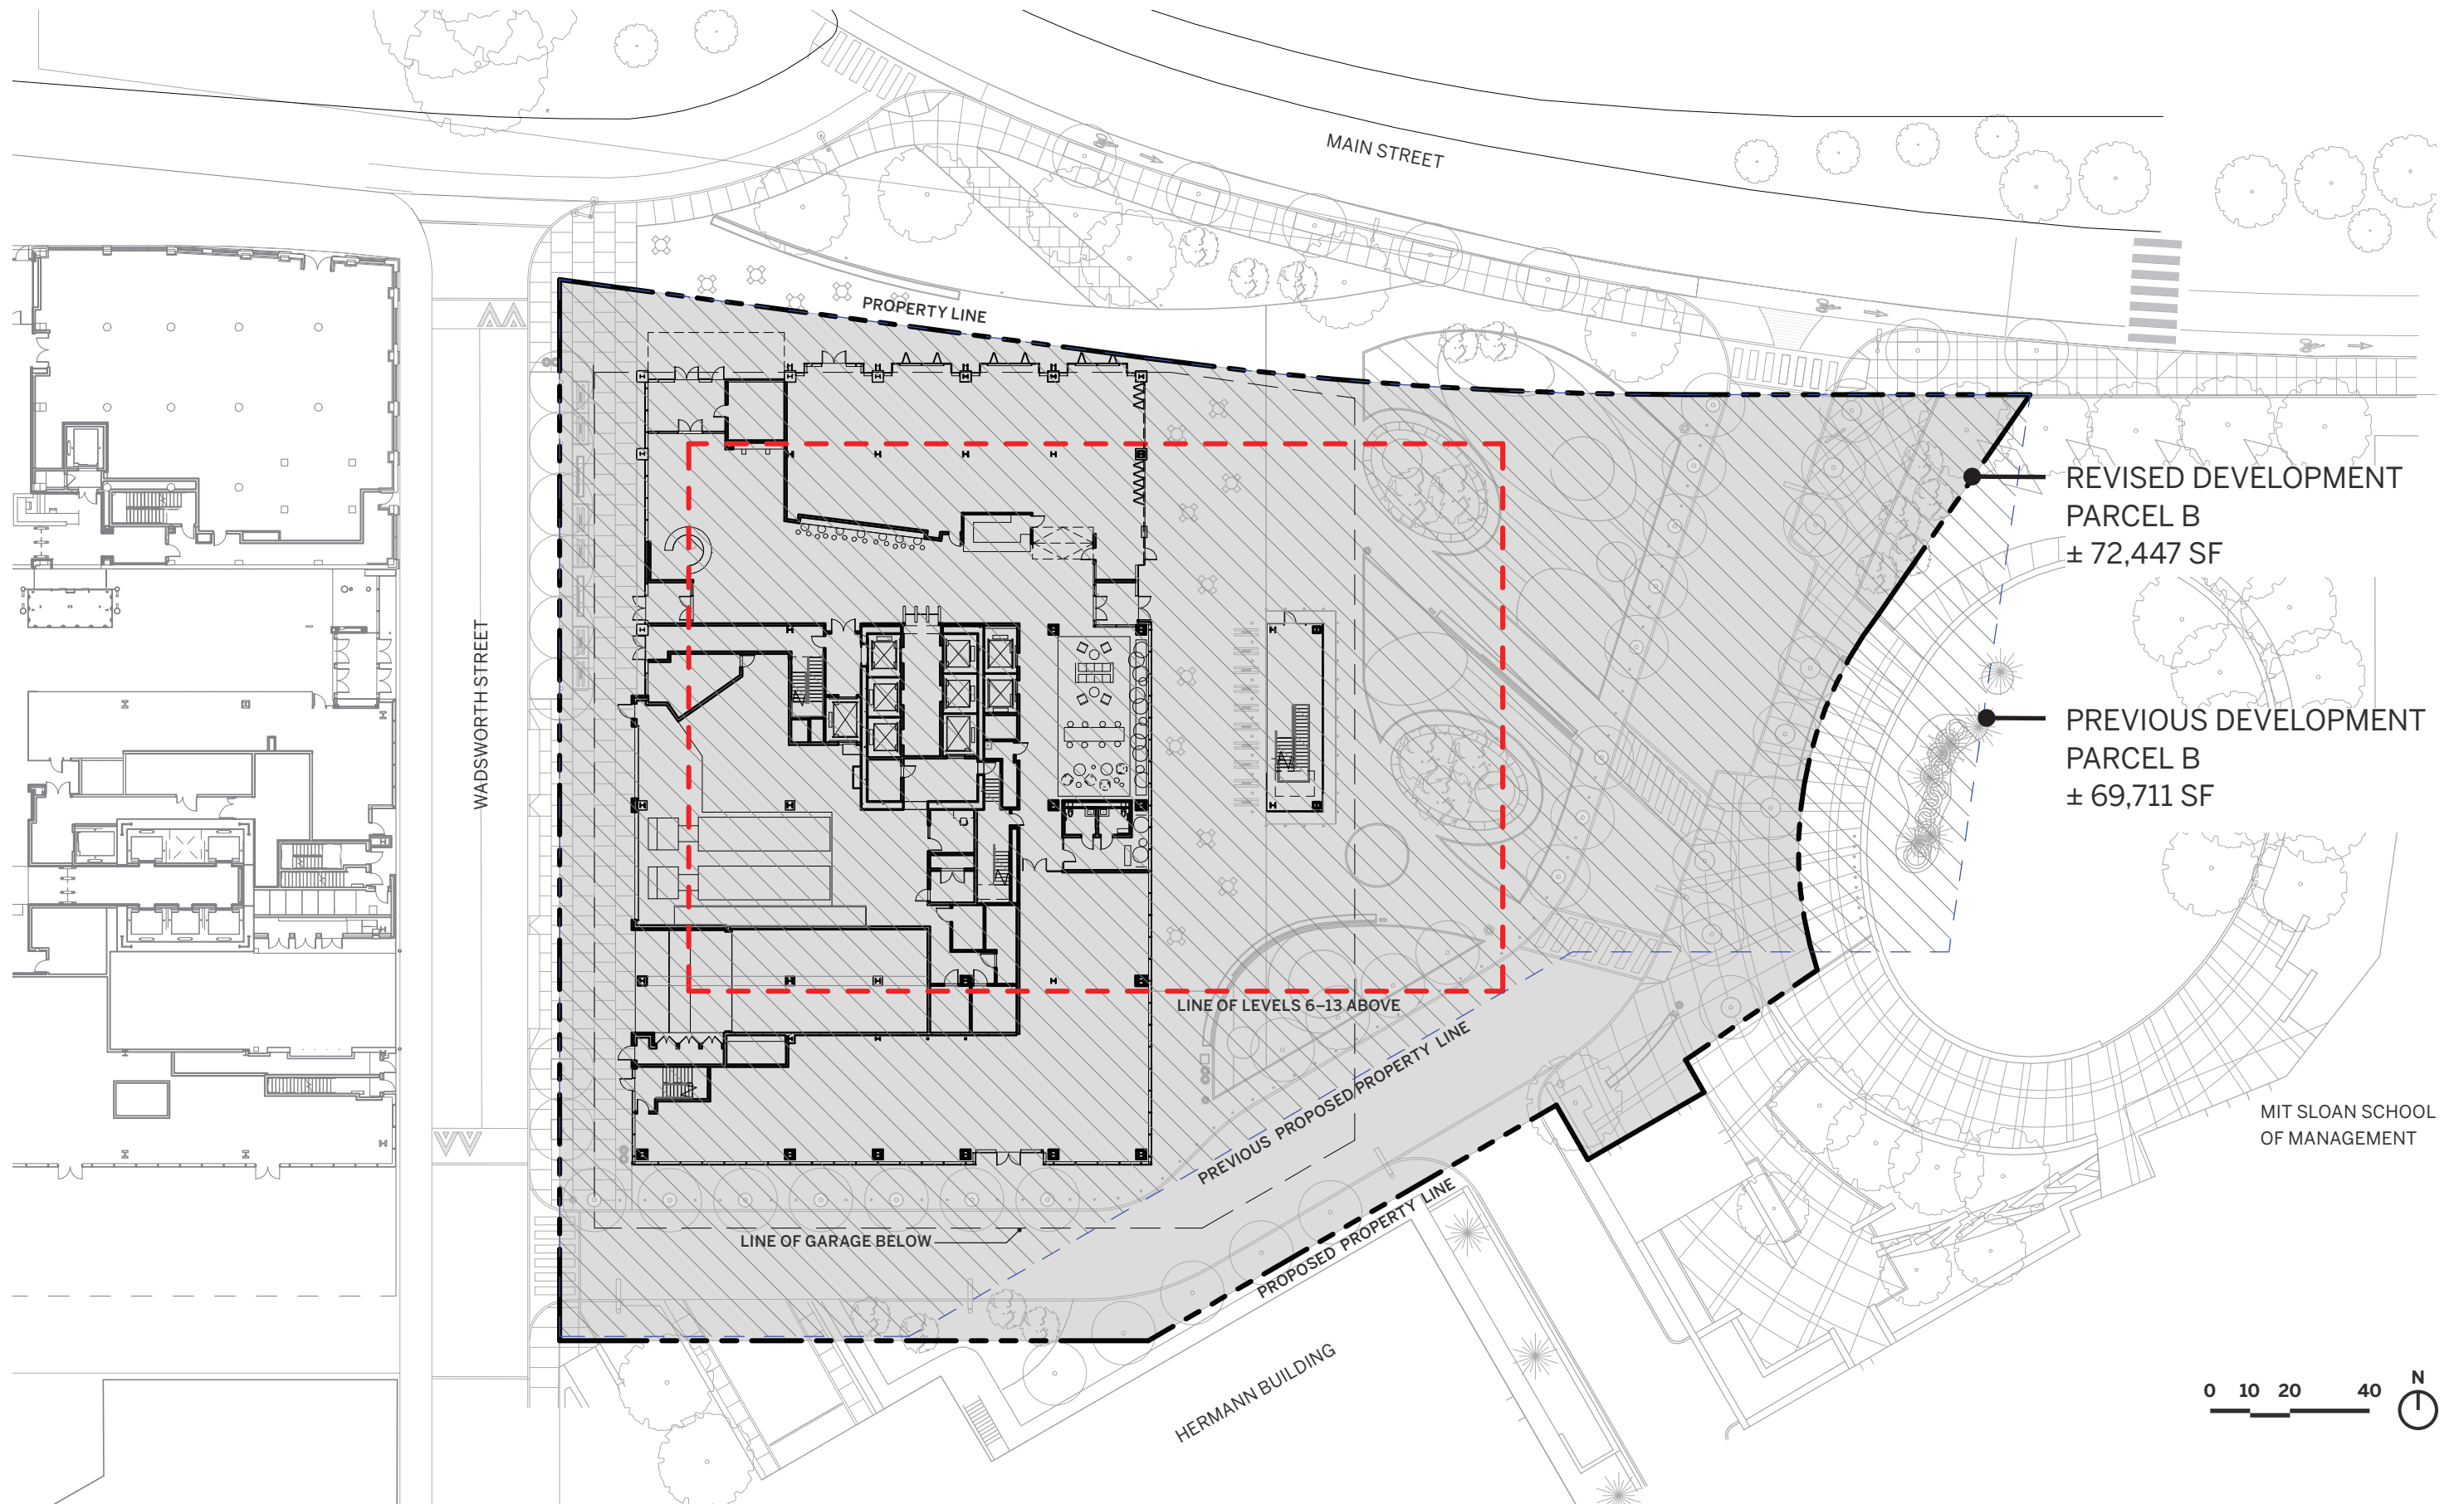 MAIN STREET
PROPERTY LINE
REVISED DEVELOPMENT
PARCEL B
± 72,447 SF
WADSWORTH STREET
PREVIOUS DEVELOPMENT
PARCEL B
± 69,711 SF
LINE OF LEVELS 6–13 ABOVE
PREVIOUS PROPOSED PROPERTY LINE
MIT SLOAN SCHOOL
OF MANAGEMENT
LINE OF GARAGE BELOW
PROPOSED PROPERTY LINE
HERMANN BUILDING
0 10 20 40
N